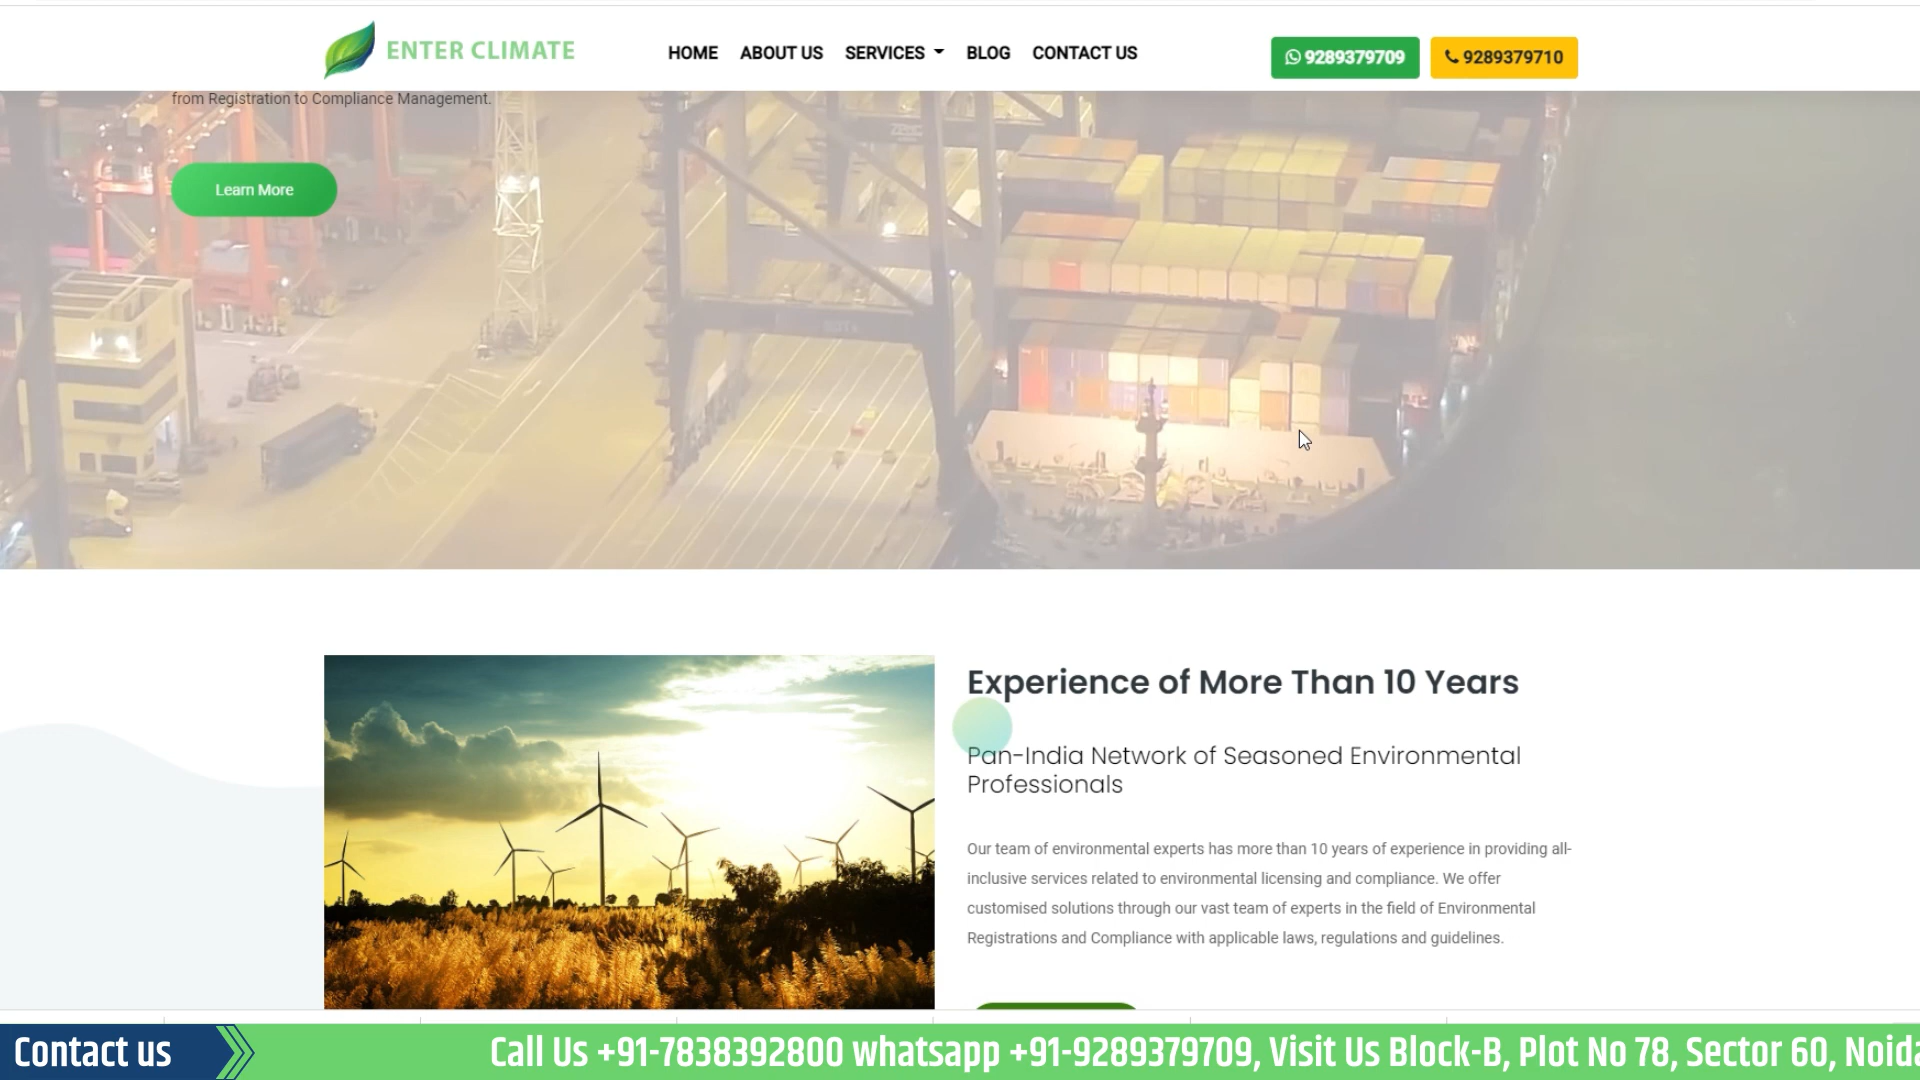 ENTER CLIMATE
HOME ABOUT US SERVICES BLOG CONTACT US
9289379709
9289379710
from Registration to Compliance Management.
Learn More
Experience of More Than 10 Years
Pan-India Network of Seasoned Environmental
Professionals
Our team of environmental experts has more than 10 years of experience in providing all-
inclusive services related to environmental licensing and compliance. We offer
customised solutions through our vast team of experts in the field of Environmental
Registrations and Compliance with applicable laws, regulations and guidelines.
Contact us
Call Us +91-7838392800 whatsapp +91-9289379709, Visit Us Block-B, Plot No 78, Sector 60, Noida